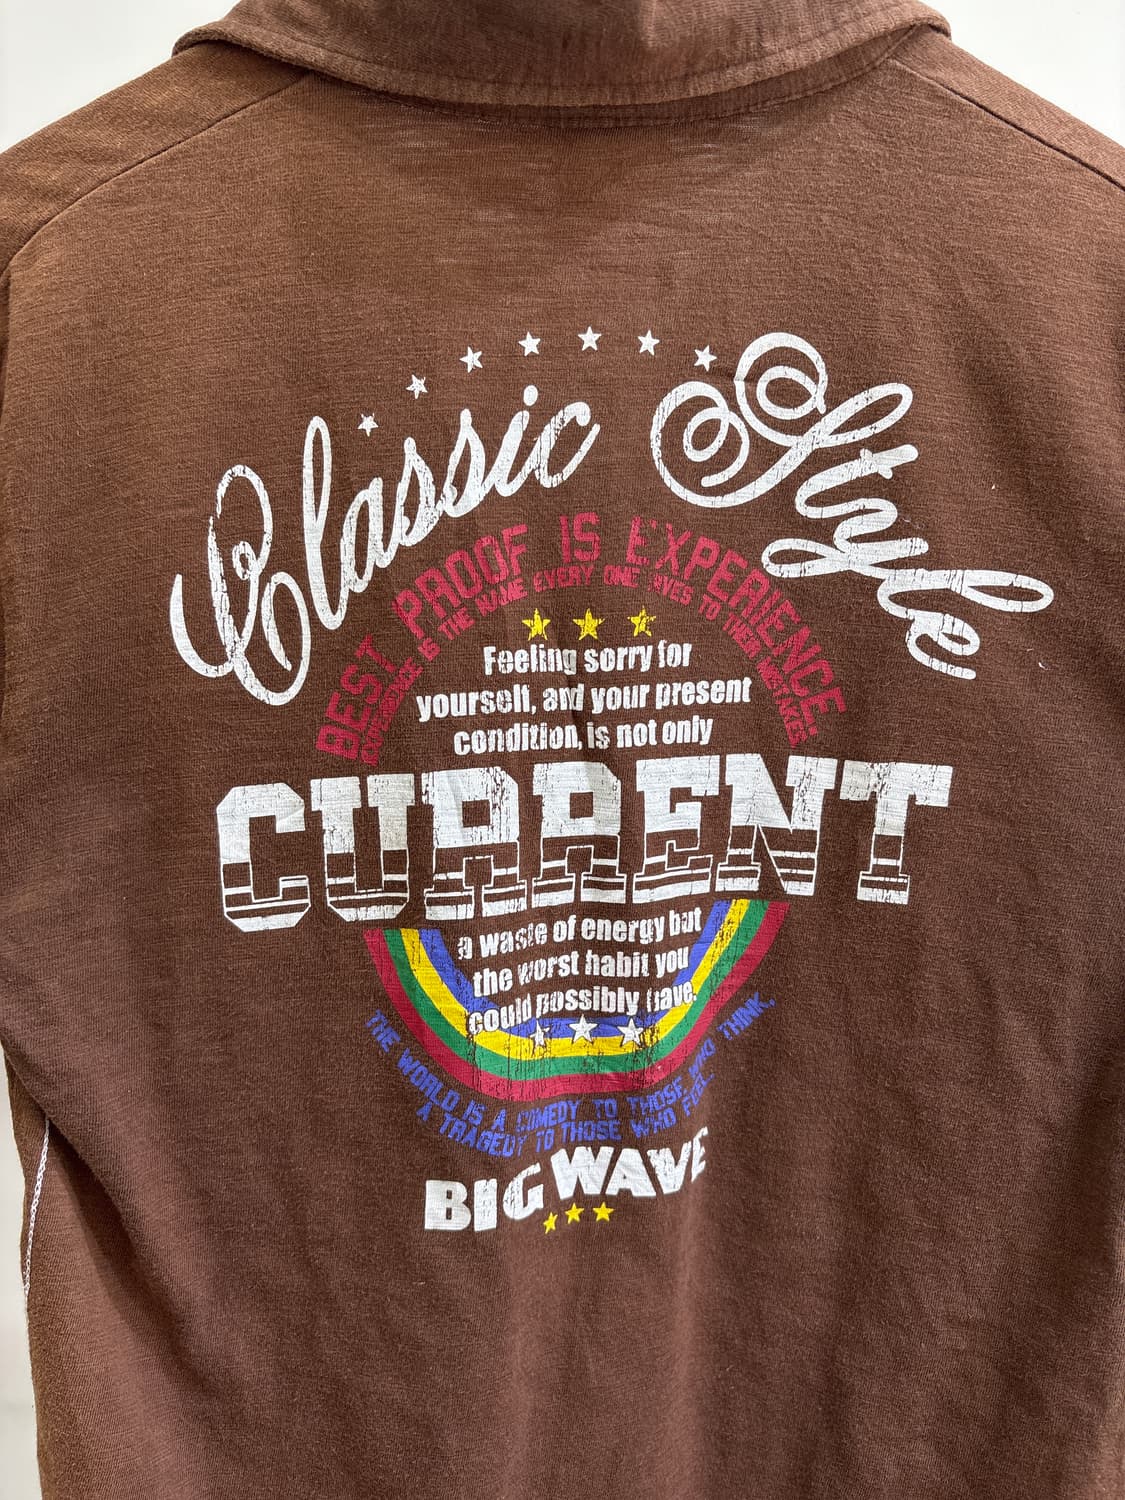 Classic Style
BEST PROOF IS EXPERIENCE
EXPERIENCE IS THE NAME EVERY ONE GIVES TO THEIR MISTAKES.
Feeling sorry for
yourself, and your present
condition, is not only
CURRENT
a waste of energy but
the worst habit you
could possibly have.
THE WORLD IS A COMEDY TO THOSE WHO THINK,
A TRAGEDY TO THOSE WHO FEEL.
BIG WAVE